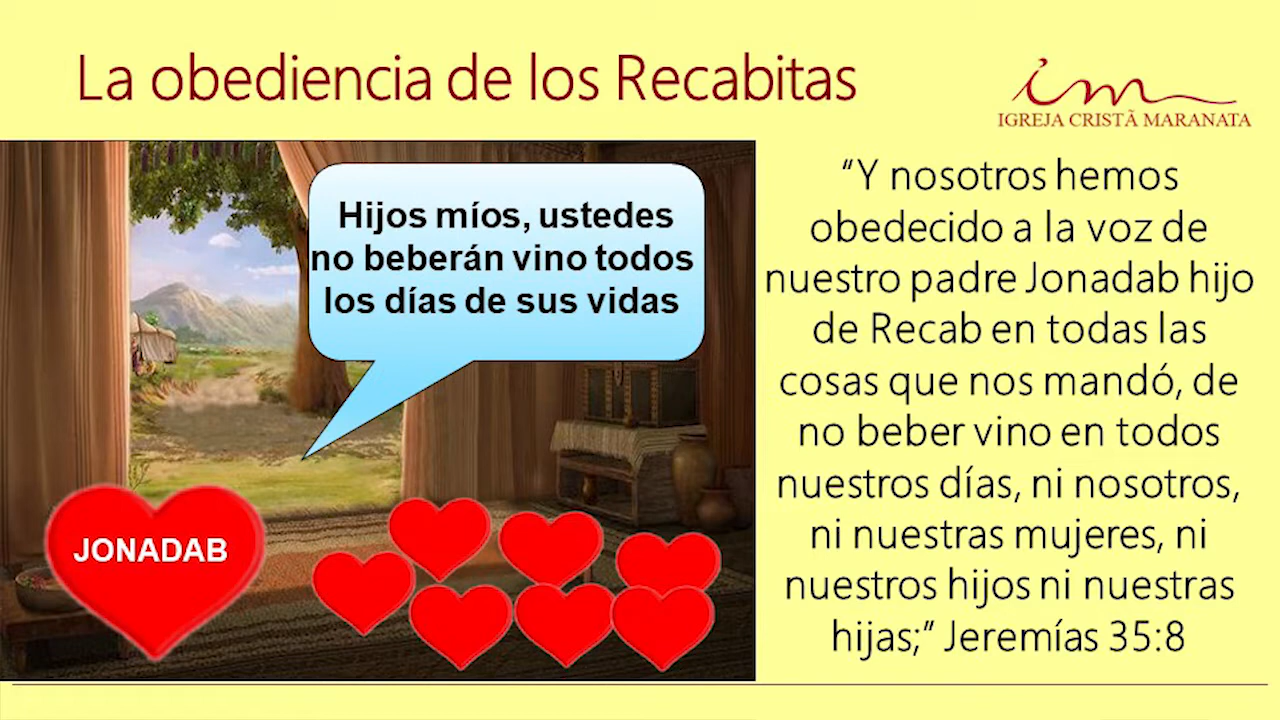 La obediencia de los Recabitas
im
IGREJA CRISTÃ MARANATA
Hijos míos, ustedes
no beberán vino todos
los días de sus vidas
JONADAB
“Y nosotros hemos
obedecido a la voz de
nuestro padre Jonadab hijo
de Recab en todas las
cosas que nos mandó, de
no beber vino en todos
nuestros días, ni nosotros,
ni nuestras mujeres, ni
nuestros hijos ni nuestras
hijas;” Jeremías 35:8